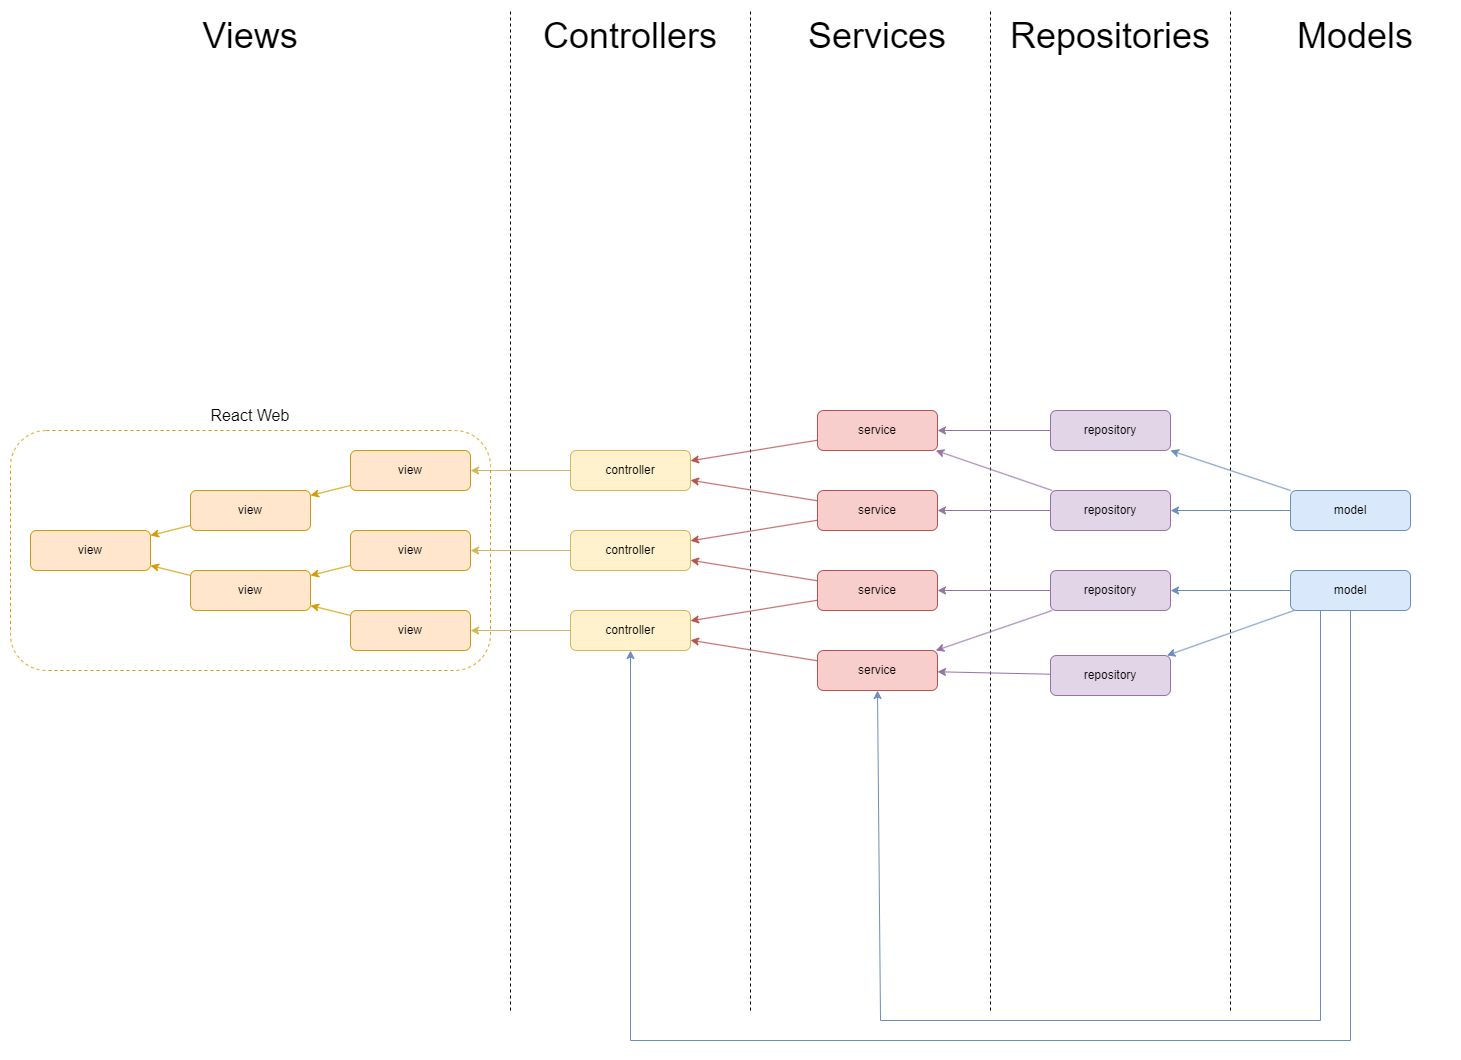 Views
Controllers
Services
Repositories
Models
React Web
view
view
view
view
view
view
controller
controller
controller
service
service
service
service
repository
repository
repository
repository
model
model